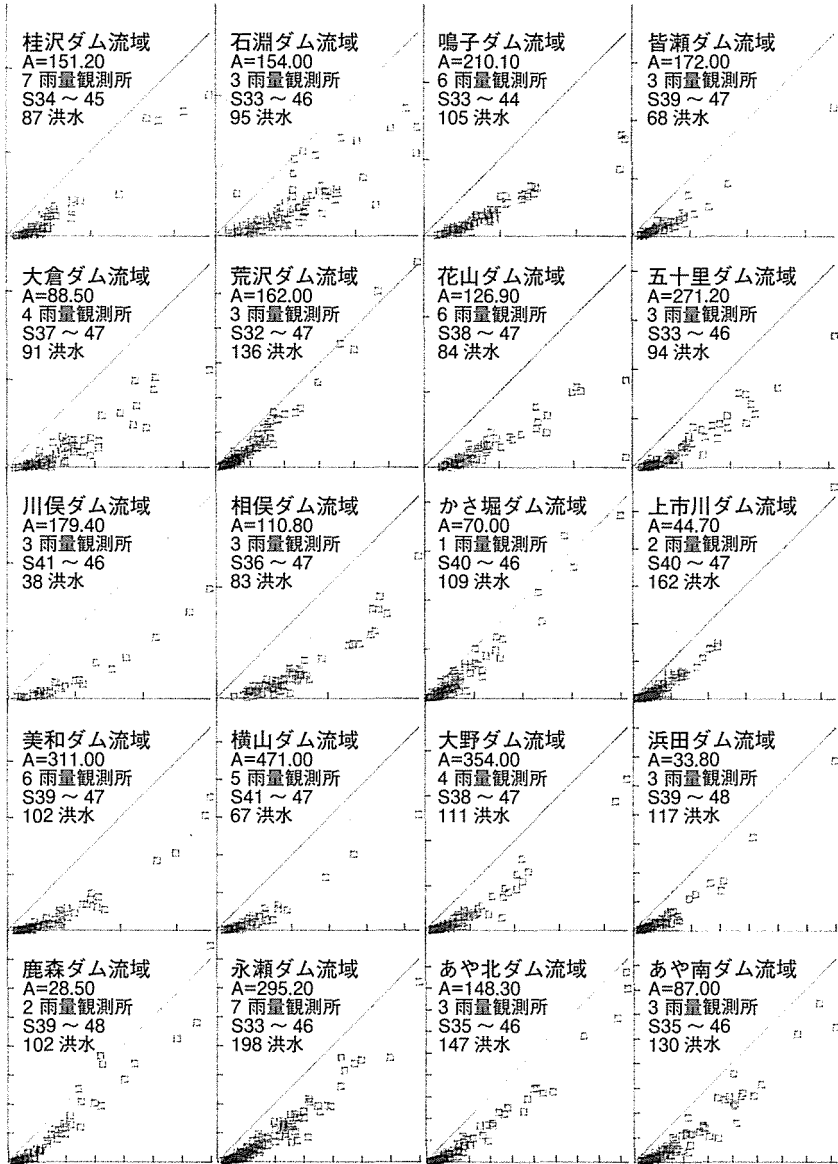 桂沢ダム流域
A=151.20
7 雨量観測所
S34 ～ 45
87 洪水
石淵ダム流域
A=154.00
3 雨量観測所
S33 ～ 46
95 洪水
鳴子ダム流域
A=210.10
6 雨量観測所
S33 ～ 44
105 洪水
皆瀬ダム流域
A=172.00
3 雨量観測所
S39 ～ 47
68 洪水
大倉ダム流域
A=88.50
4 雨量観測所
S37 ～ 47
91 洪水
荒沢ダム流域
A=162.00
3 雨量観測所
S32 ～ 47
136 洪水
花山ダム流域
A=126.90
6 雨量観測所
S38 ～ 47
84 洪水
五十里ダム流域
A=271.20
3 雨量観測所
S33 ～ 46
94 洪水
川俣ダム流域
A=179.40
3 雨量観測所
S41 ～ 46
38 洪水
相俣ダム流域
A=110.80
3 雨量観測所
S36 ～ 47
83 洪水
かさ堀ダム流域
A=70.00
1 雨量観測所
S40 ～ 46
109 洪水
上市川ダム流域
A=44.70
2 雨量観測所
S40 ～ 47
162 洪水
美和ダム流域
A=311.00
6 雨量観測所
S39 ～ 47
102 洪水
横山ダム流域
A=471.00
5 雨量観測所
S41 ～ 47
67 洪水
大野ダム流域
A=354.00
4 雨量観測所
S38 ～ 47
111 洪水
浜田ダム流域
A=33.80
3 雨量観測所
S39 ～ 48
117 洪水
鹿森ダム流域
A=28.50
2 雨量観測所
S39 ～ 48
102 洪水
永瀬ダム流域
A=295.20
7 雨量観測所
S33 ～ 46
198 洪水
あや北ダム流域
A=148.30
3 雨量観測所
S35 ～ 46
147 洪水
あや南ダム流域
A=87.00
3 雨量観測所
S35 ～ 46
130 洪水